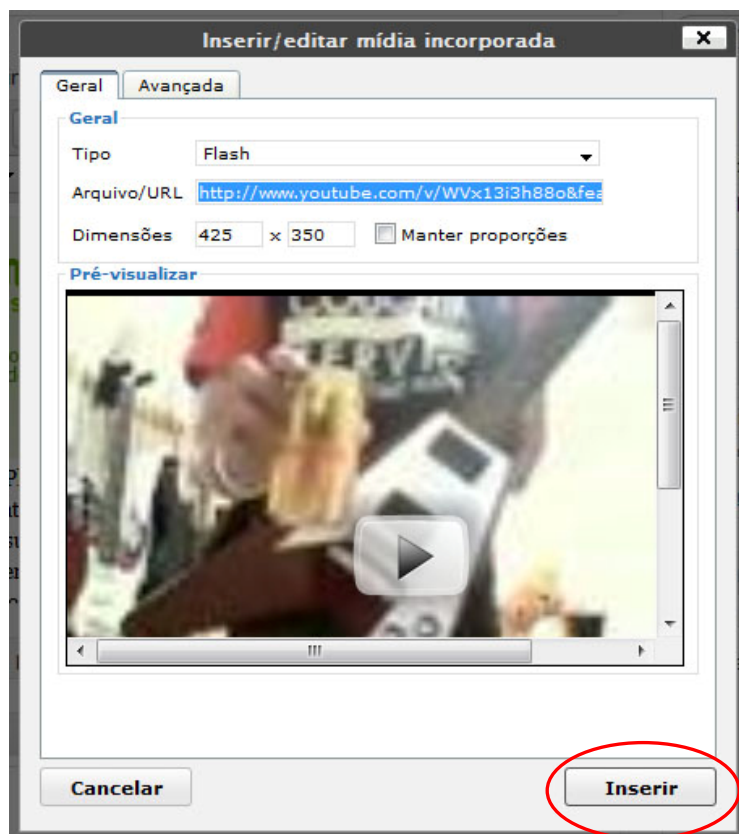 Inserir/editar mídia incorporada
Geral Avançada
Geral
Tipo Flash
Arquivo/URL http://www.youtube.com/v/WVx13i3h88o&fea
Dimensões 425 x 350 Manter proporções
Pré-visualizar
SERVIS
Cancelar Inserir